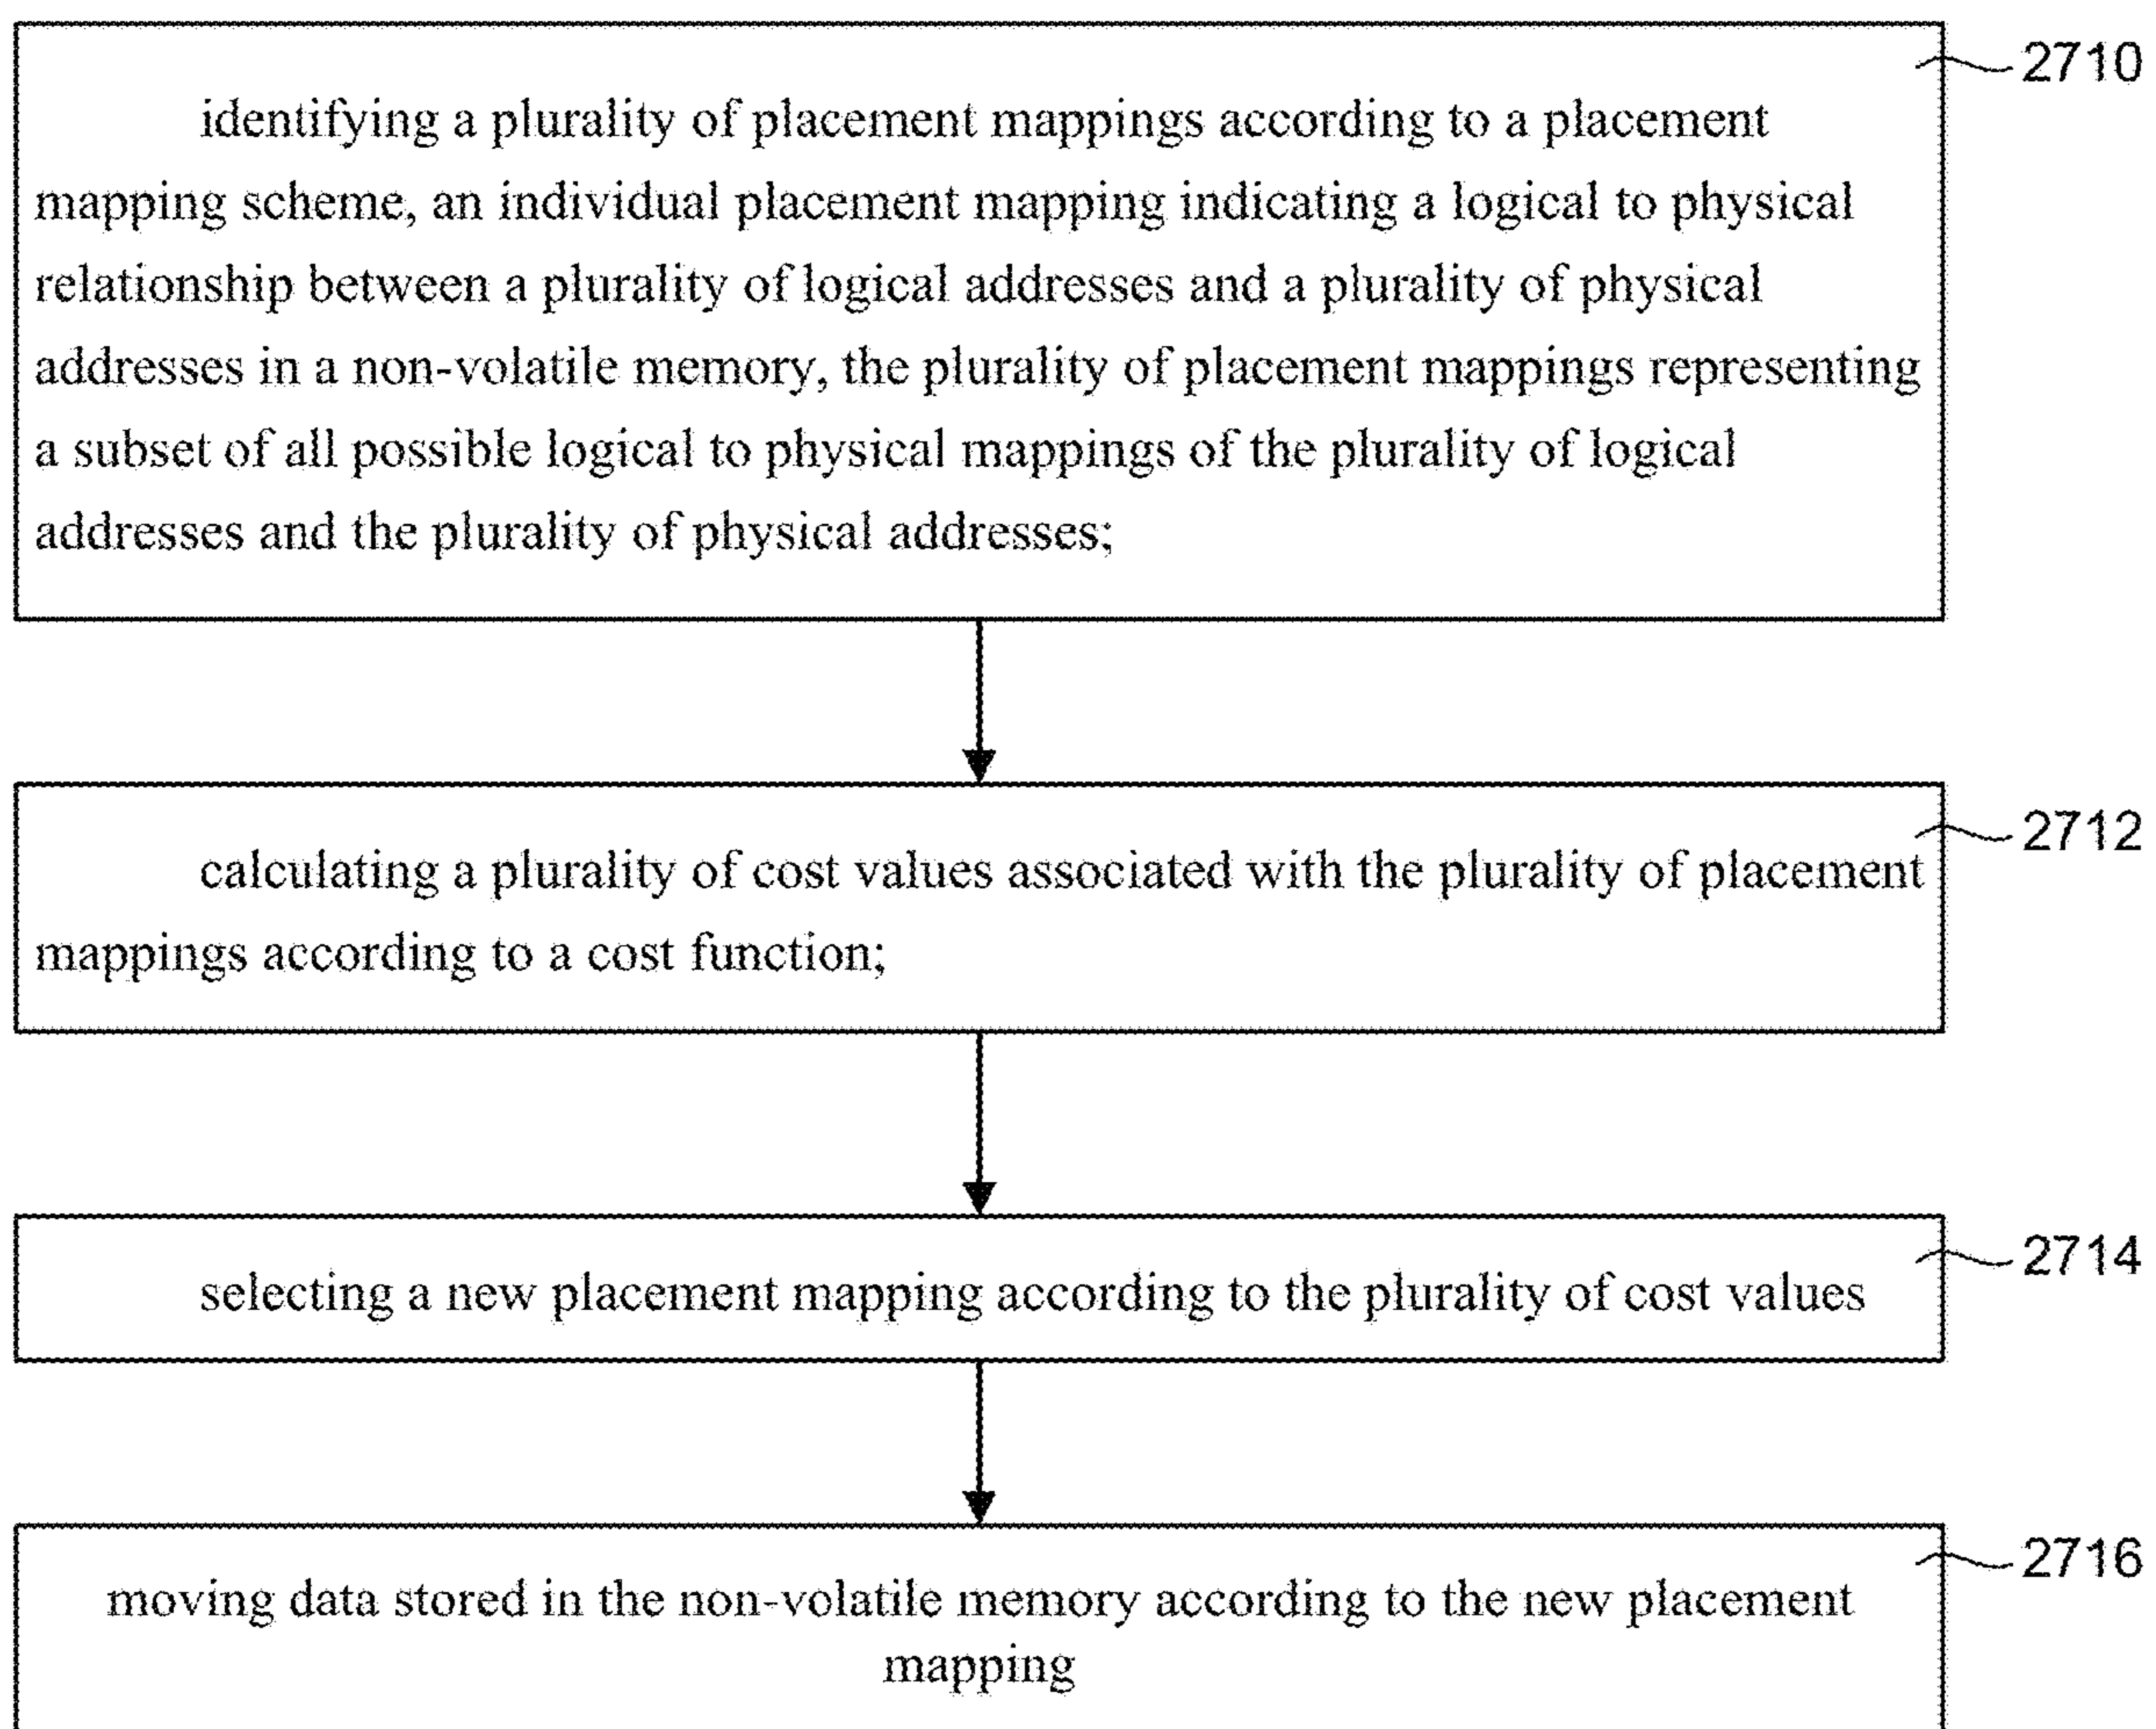 2710
identifying a plurality of placement mappings according to a placement
mapping scheme, an individual placement mapping indicating a logical to physical
relationship between a plurality of logical addresses and a plurality of physical
addresses in a non-volatile memory, the plurality of placement mappings representing
a subset of all possible logical to physical mappings of the plurality of logical
addresses and the plurality of physical addresses;
2712
calculating a plurality of cost values associated with the plurality of placement
mappings according to a cost function;
2714
selecting a new placement mapping according to the plurality of cost values
2716
moving data stored in the non-volatile memory according to the new placement
mapping